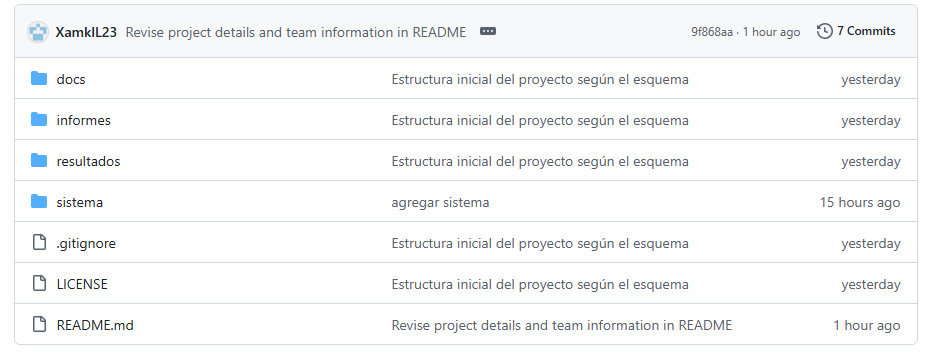 XamkIL23 Revise project details and team information in README 9f868aa · 1 hour ago 7 Commits
docs Estructura inicial del proyecto según el esquema yesterday
informes Estructura inicial del proyecto según el esquema yesterday
resultados Estructura inicial del proyecto según el esquema yesterday
sistema agregar sistema 15 hours ago
.gitignore Estructura inicial del proyecto según el esquema yesterday
LICENSE Estructura inicial del proyecto según el esquema yesterday
README.md Revise project details and team information in README 1 hour ago